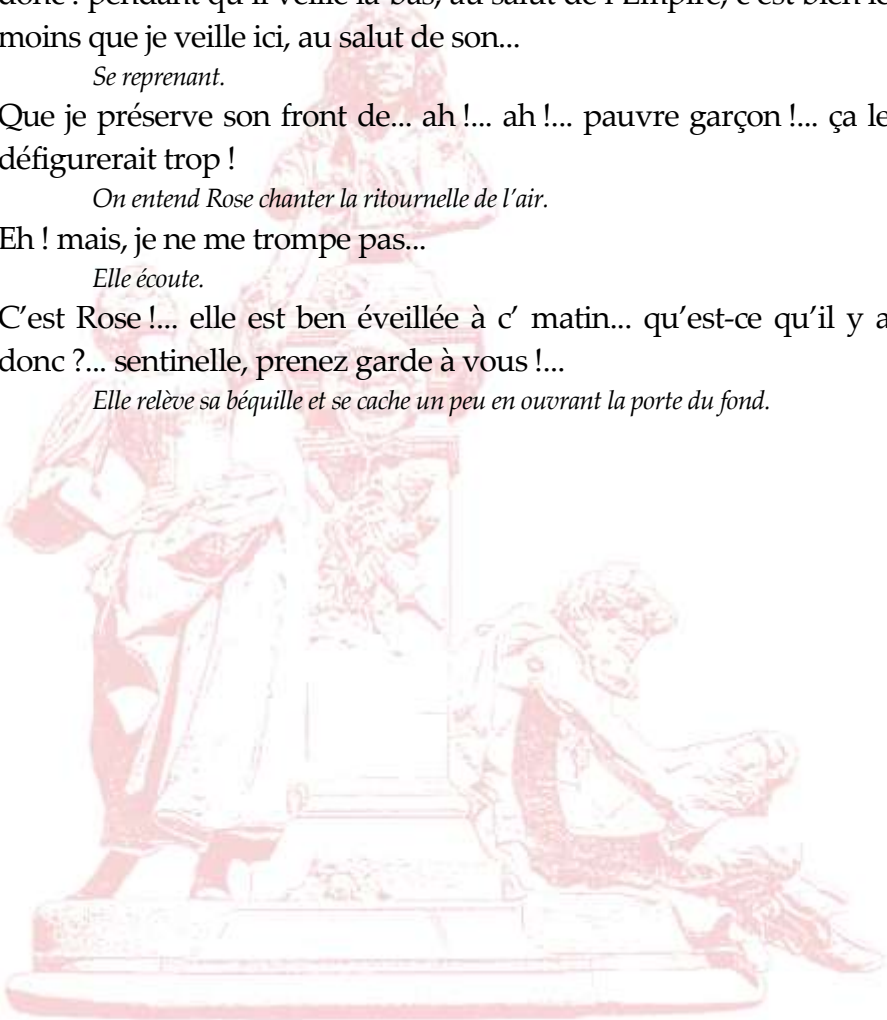 donc ! pendant qu'il veille là-bas, au salut de l'Empire, c'est bien le
moins que je veille ici, au salut de son...
Se reprenant.
Que je préserve son front de... ah !... ah !... pauvre garçon !... ça le
défigurerait trop !
On entend Rose chanter la ritournelle de l'air.
Eh ! mais, je ne me trompe pas...
Elle écoute.
C'est Rose !... elle est ben éveillée à c' matin... qu'est-ce qu'il y a
donc ?... sentinelle, prenez garde à vous !...
Elle relève sa béquille et se cache un peu en ouvrant la porte du fond.